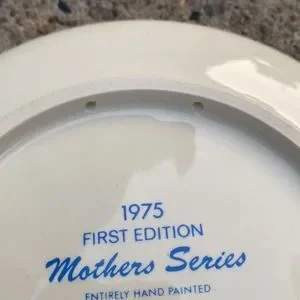 1975
FIRST EDITION
Mothers Series
ENTIRELY HAND PAINTED